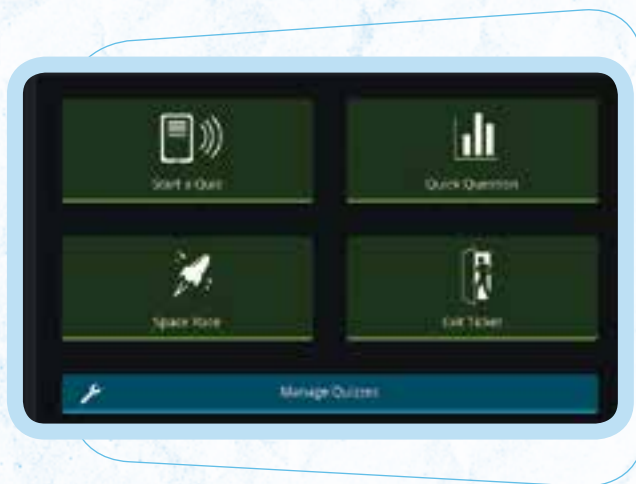 Start a Quiz
Quick Question
Space Race
Exit Ticket
Manage Quizzes